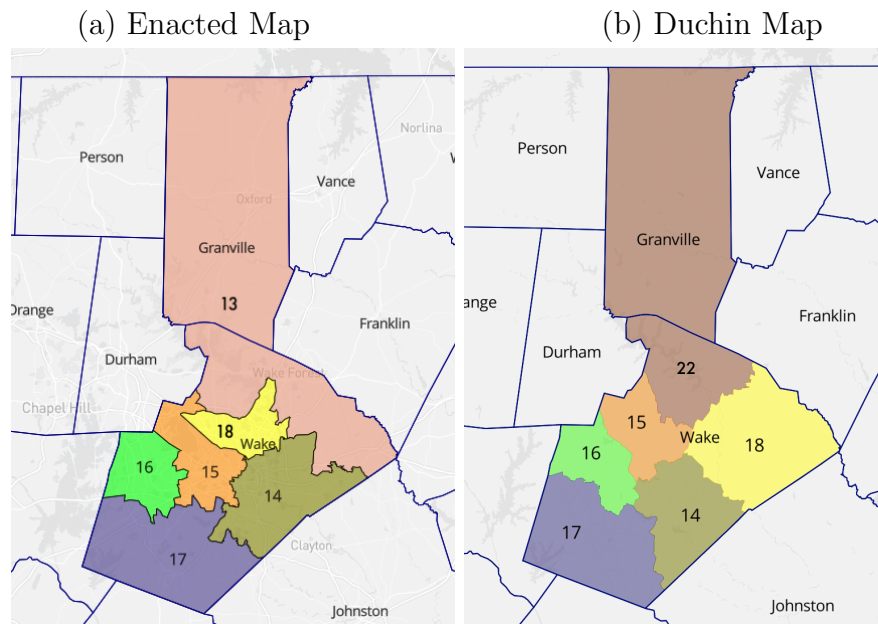 (a) Enacted Map
(b) Duchin Map
Norlina
Person
Vance
Oxford
Granville
13
Orange
Franklin
Durham
Wake Forest
Chapel Hill
18
Wake
16
15
14
17
Clayton
Johnston
Person
Vance
Granville
ange
Franklin
Durham
22
15
Wake
18
16
14
17
Johnston